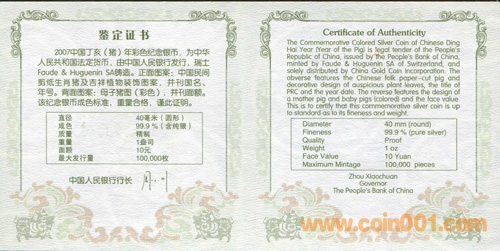 鉴定证书
2007中国丁亥（猪）年彩色纪念银币，为中华
人民共和国法定货币，由中国人民银行发行，瑞士
Faude & Huguenin SA铸造。正面图案：中国民间
剪纸生肖猪及吉祥植物装饰图案，并刊国名、
年号。背面图案：母子猪图（彩色），并刊面额。
该纪念银币成色标准，重量合格，谨此证明。
直径 40毫米（圆形）
成色 99.9 %（含纯银）
质量 精制
重量 1盎司
面额 10元
最大发行量 100,000枚
中国人民银行行长
Certificate of Authenticity
The Commemorative Colored Silver Coin of Chinese Ding
Hai Year (Year of the Pig) is legal tender of the People's
Republic of China, issued by the People's Bank of China,
minted by Faude & Huguenin SA of Switzerland, and
solely distributed by China Gold Coin Incorporation. The
obverse features the Chinese folk paper-cut pig and
decorative design of auspicious plant leaves, the title of
PRC and the year date. The reverse features the design of
a mother pig and baby pigs (colored) and the face value.
This is to certify that this commemorative silver coin is up
to standard as to its fineness and weight.
Diameter 40 mm (round)
Fineness 99.9 % (pure silver)
Quality Proof
Weight 1 oz
Face Value 10 Yuan
Maximum Mintage 100,000 pieces
Zhou Xiaochuan
Governor
The People's Bank of China
www.coin001.com